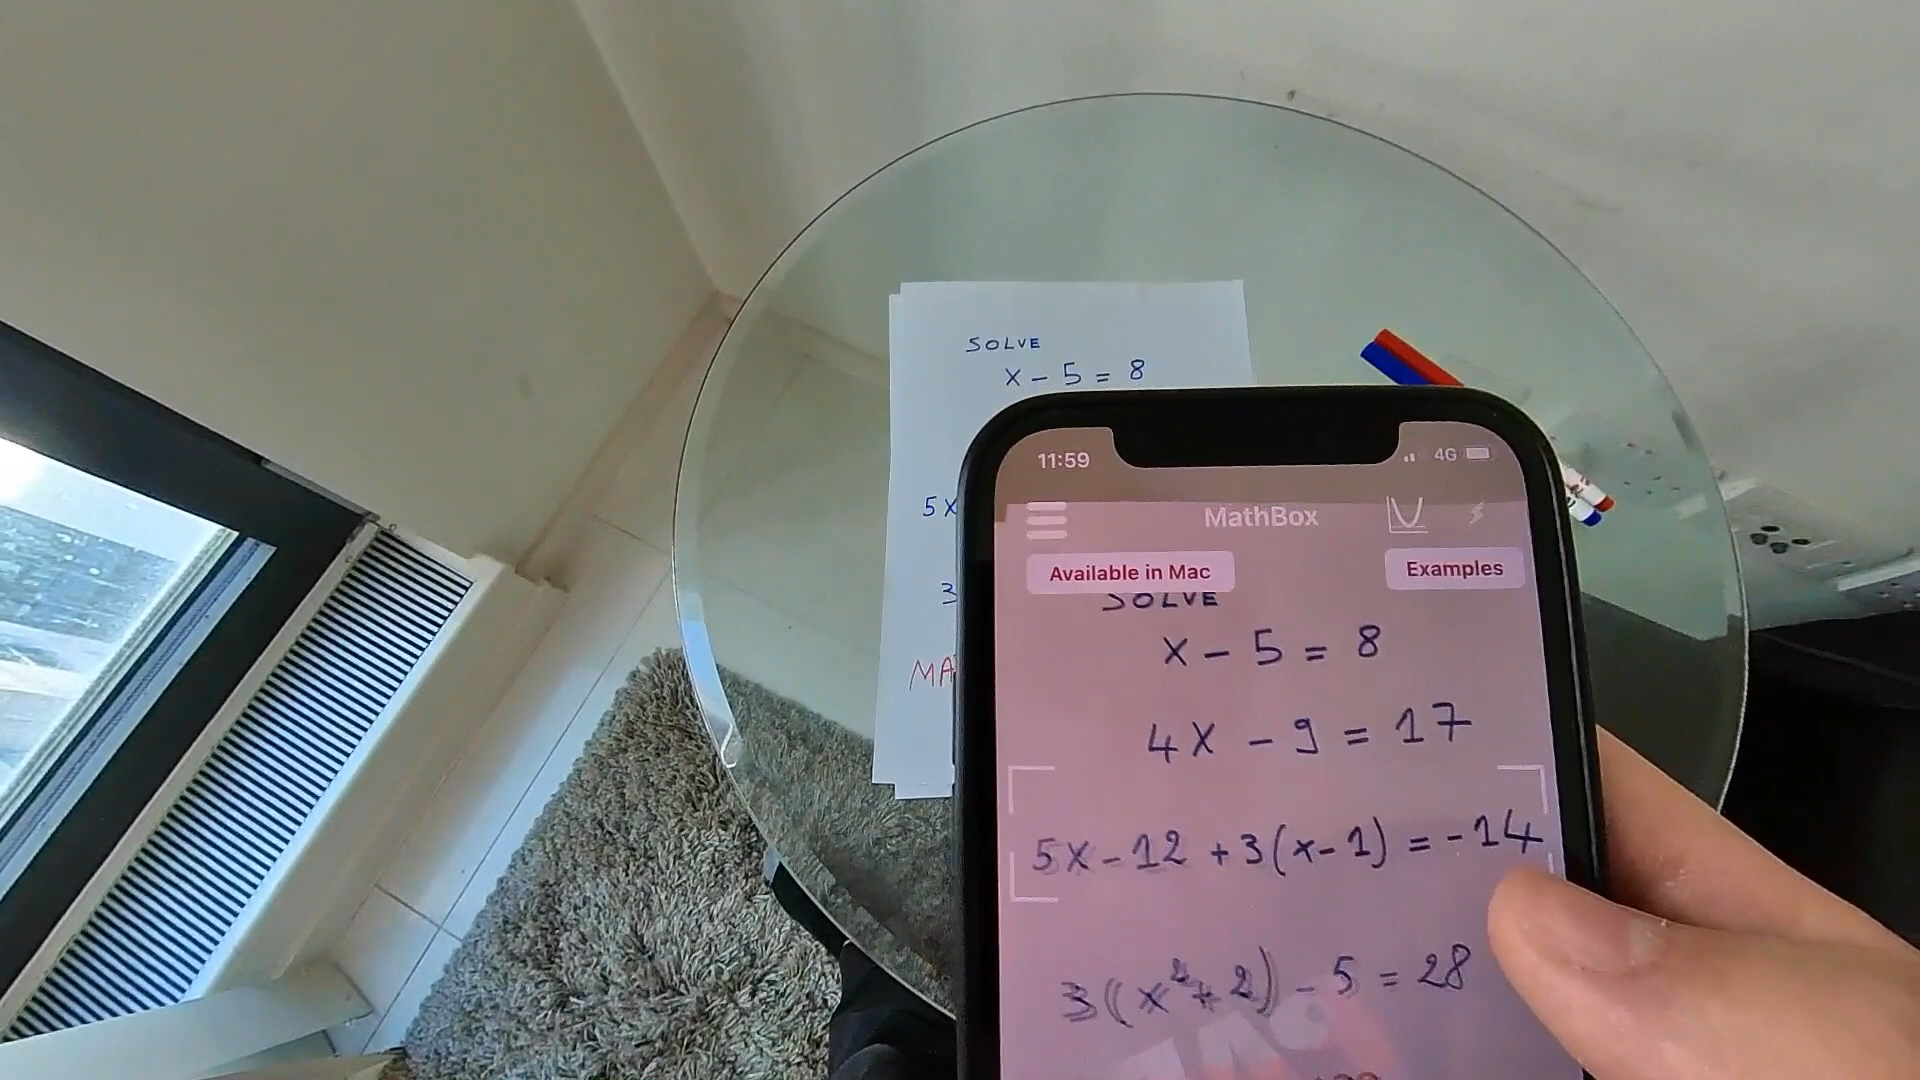 SOLVE
x - 5 = 8
5x
3
MA
11:59
4G
MathBox
Available in Mac
Examples
SOLVE
x - 5 = 8
4x - 9 = 17
5x - 12 + 3(x - 1) = -14
3(x² + 2) - 5 = 28